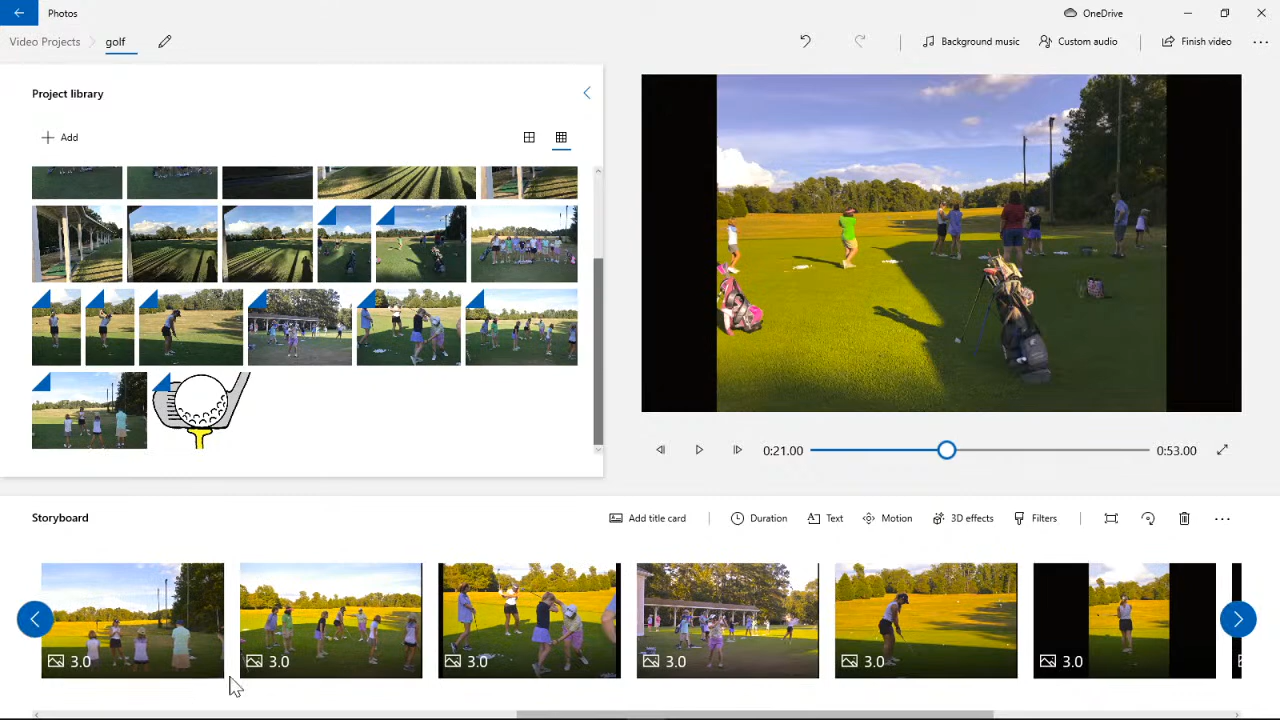 Photos
OneDrive
Video Projects
golf
Background music
Custom audio
Finish video
Project library
Add
0:21.00
0:53.00
Storyboard
Add title card
Duration
Text
Motion
3D effects
Filters
3.0
3.0
3.0
3.0
3.0
3.0